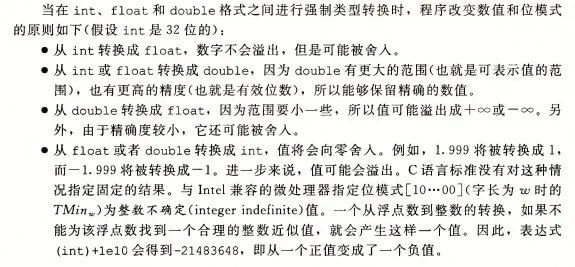 当在 int、float 和 double 格式之间进行强制类型转换时，程序改变数值和位模式
的原则如下(假设 int 是 32 位的)：
● 从 int 转换成 float，数字不会溢出，但是可能被舍入。
● 从 int 或 float 转换成 double，因为 double 有更大的范围(也就是可表示值的范
围)，也有更高的精度(也就是有效位数)，所以能够保留精确的数值。
● 从 double 转换成 float，因为范围要小一些，所以值可能溢出成+∞或-∞。另
外，由于精确度较小，它还可能被舍入。
● 从 float 或者 double 转换成 int，值将会向零舍入。例如，1.999 将被转换成 1，
而-1.999 将被转换成-1。进一步来说，值可能会溢出。C 语言标准没有对这种情
况指定固定的结果。与 Intel 兼容的微处理器指定位模式[10…00](字长为 w 时的
TMinw)为整数不确定(integer indefinite)值。一个从浮点数到整数的转换，如果不
能为该浮点数找到一个合理的整数近似值，就会产生这样一个值。因此，表达式
(int)+1e10 会得到-21483648，即从一个正值变成了一个负值。